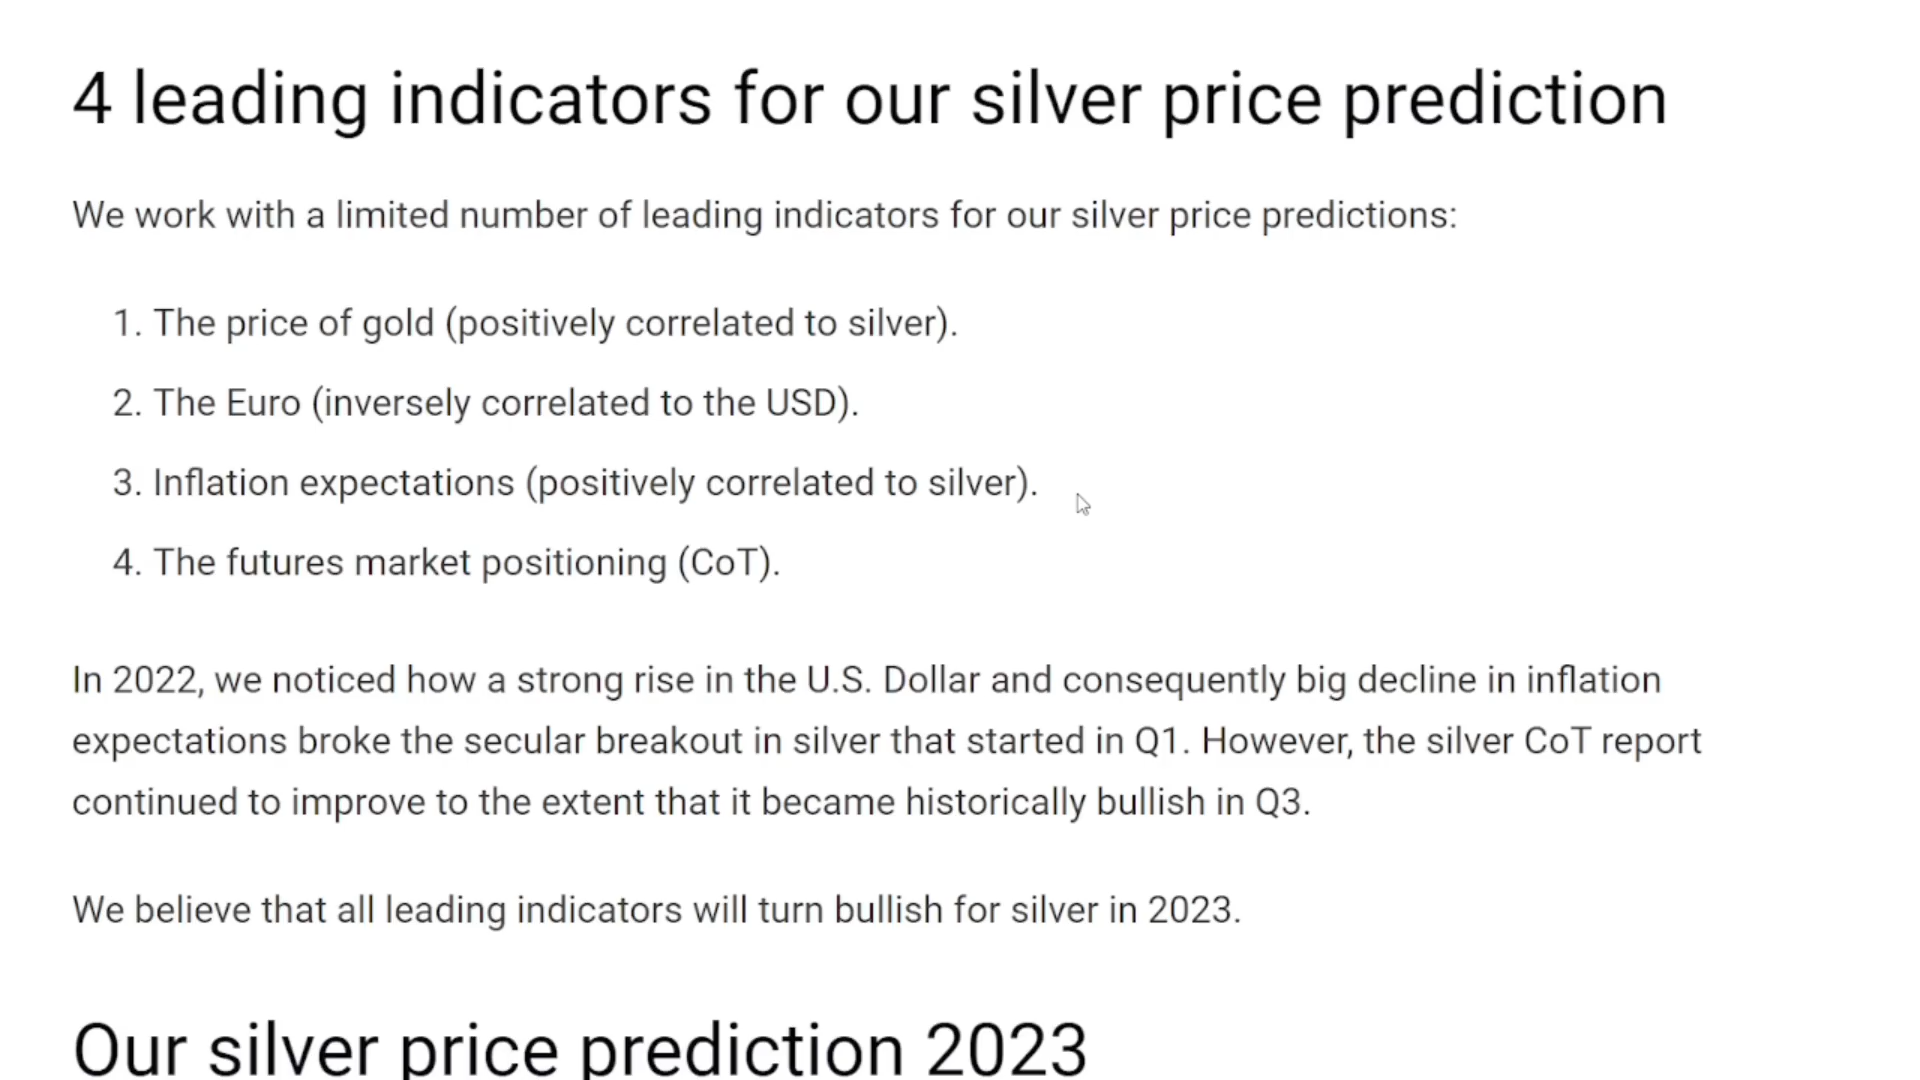 4 leading indicators for our silver price prediction
We work with a limited number of leading indicators for our silver price predictions:
1. The price of gold (positively correlated to silver).
2. The Euro (inversely correlated to the USD).
3. Inflation expectations (positively correlated to silver).
4. The futures market positioning (CoT).
In 2022, we noticed how a strong rise in the U.S. Dollar and consequently big decline in inflation
expectations broke the secular breakout in silver that started in Q1. However, the silver CoT report
continued to improve to the extent that it became historically bullish in Q3.
We believe that all leading indicators will turn bullish for silver in 2023.
Our silver price prediction 2023